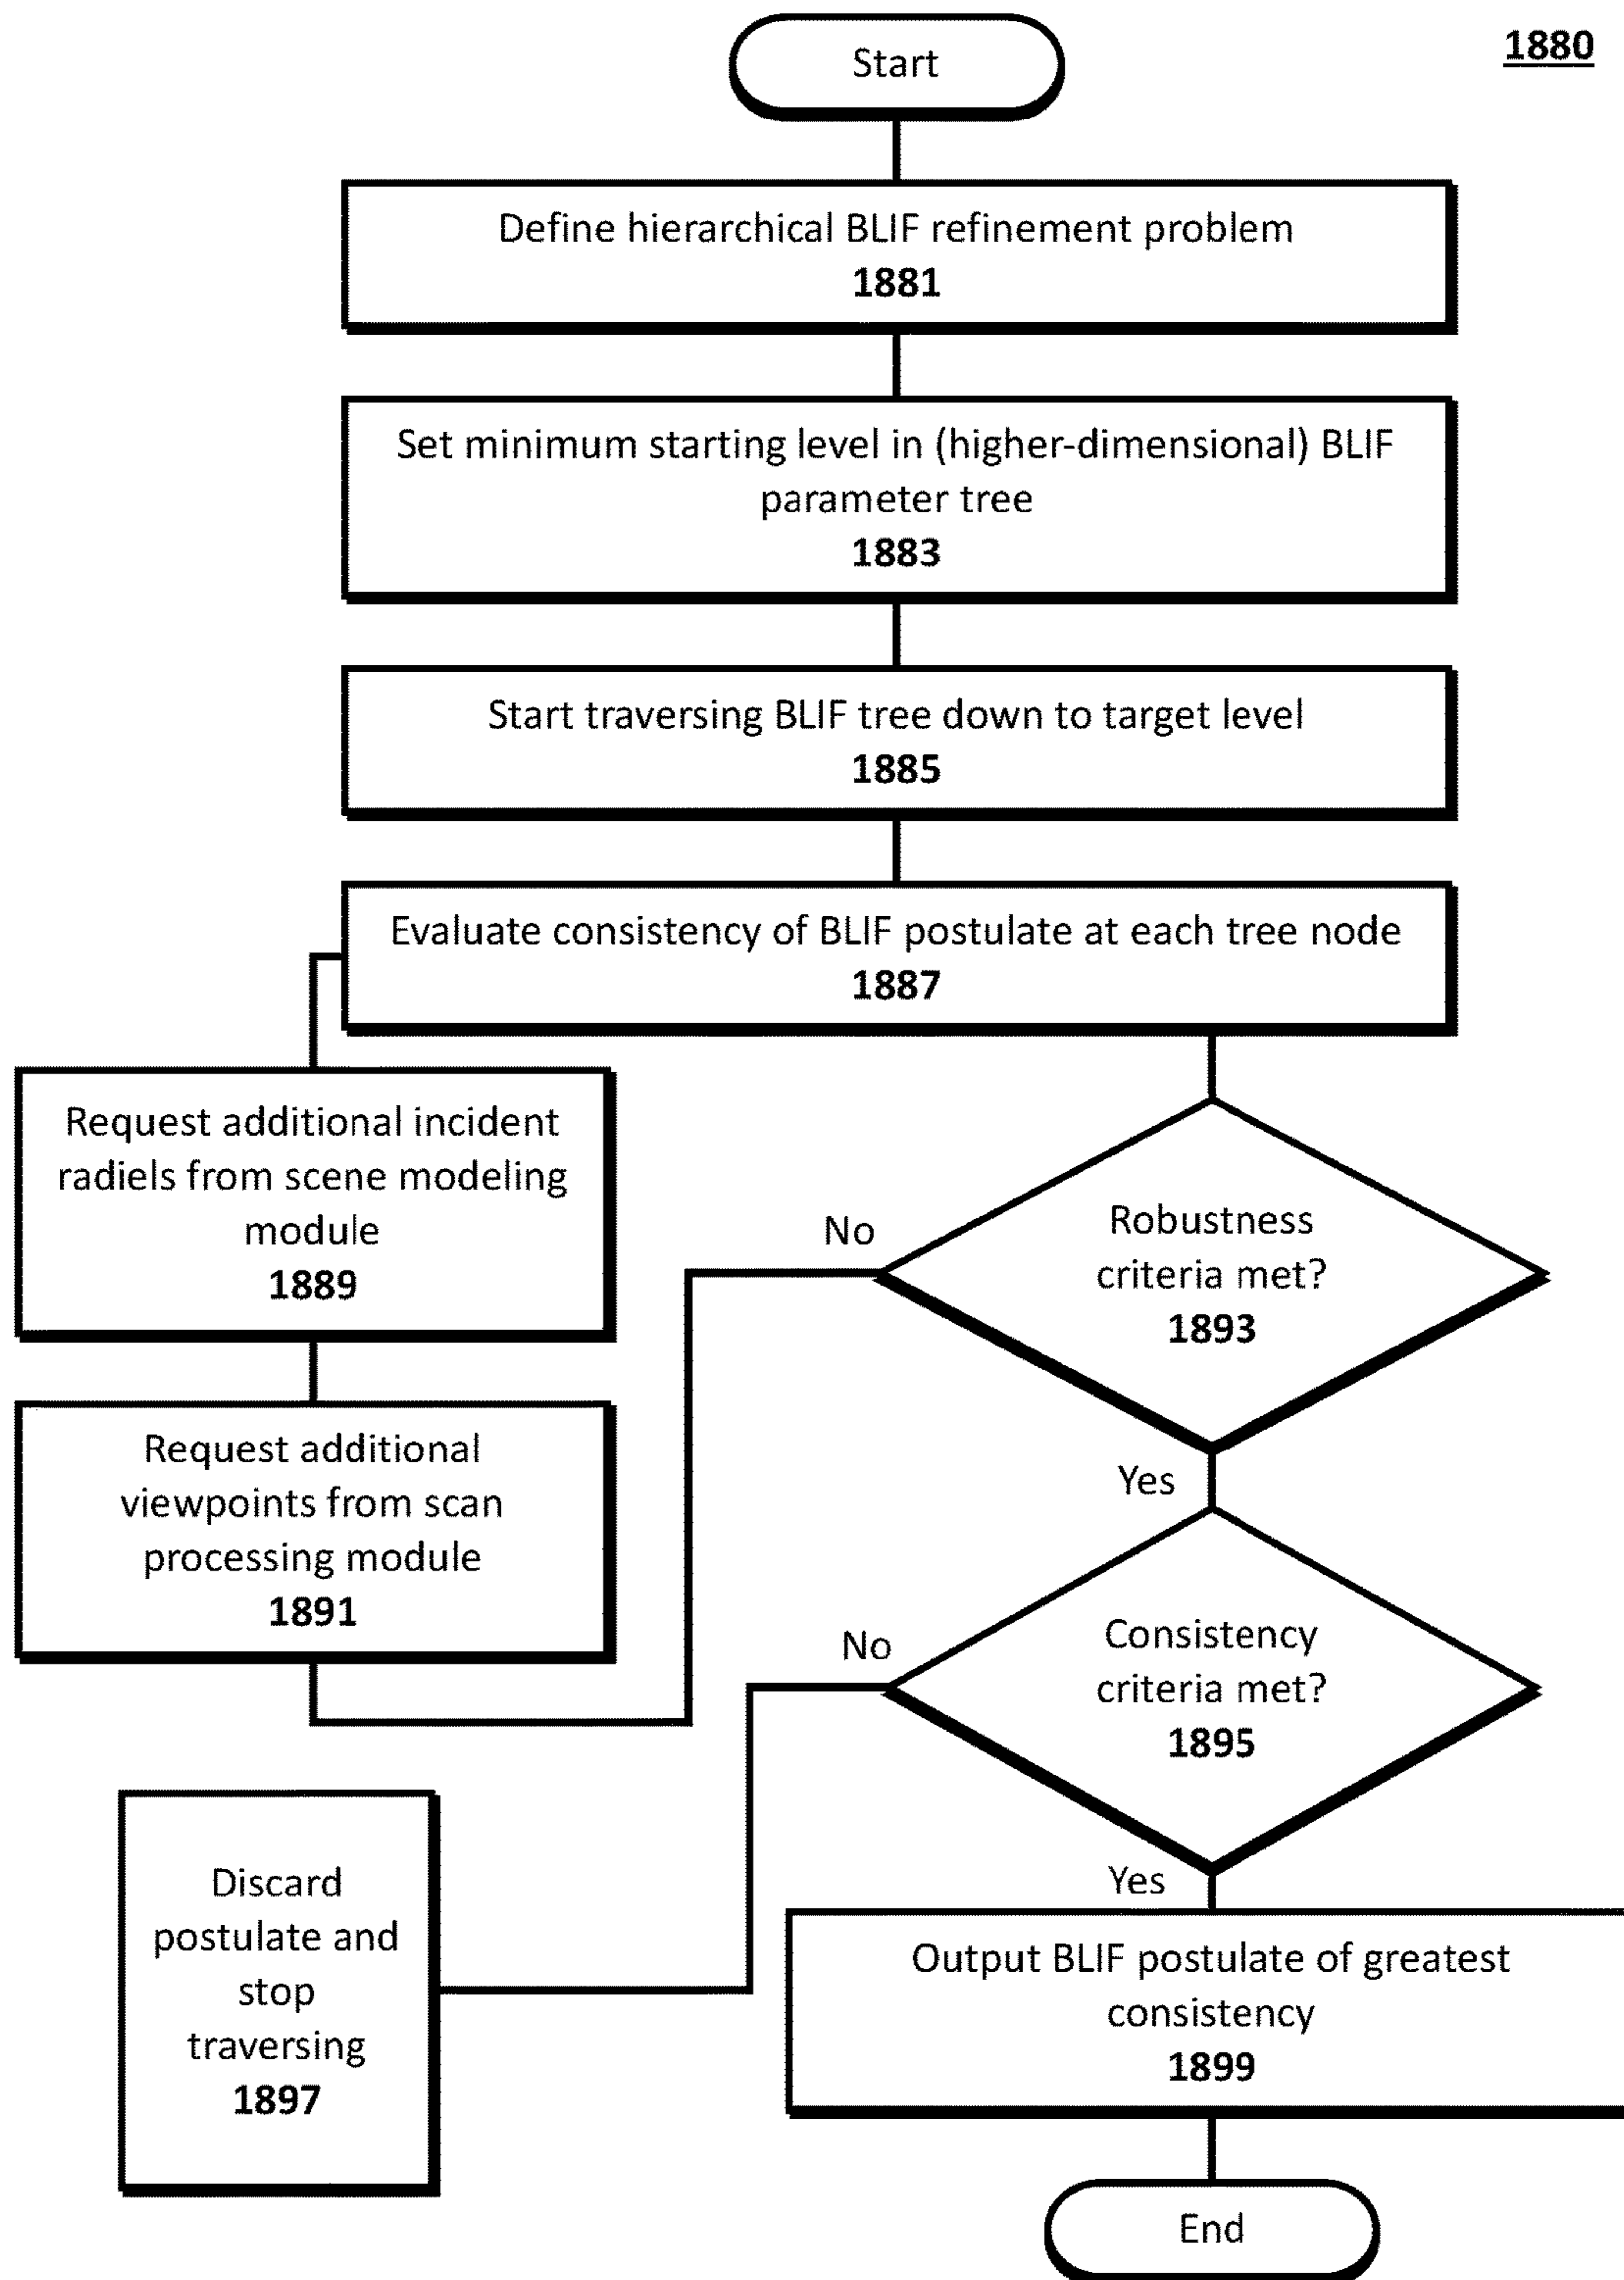 1880
Start
Define hierarchical BLIF refinement problem
1881
Set minimum starting level in (higher-dimensional) BLIF
parameter tree
1883
Start traversing BLIF tree down to target level
1885
Evaluate consistency of BLIF postulate at each tree node
1887
Request additional incident
radiels from scene modeling
module
1889
Request additional
viewpoints from scan
processing module
1891
No
Robustness
criteria met?
1893
Yes
No
Consistency
criteria met?
1895
Yes
Discard
postulate and
stop
traversing
1897
Output BLIF postulate of greatest
consistency
1899
End